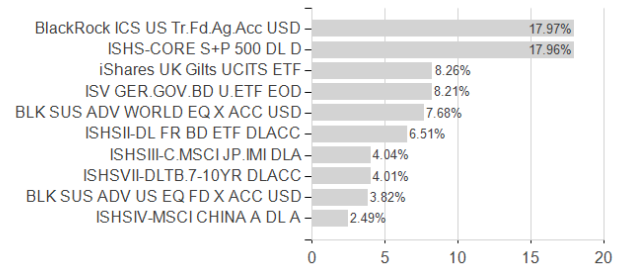 BlackRock ICS US Tr.Fd.Ag.Acc USD 17.97%
ISHS-CORE S+P 500 DL D 17.96%
iShares UK Gilts UCITS ETF 8.26%
ISV GER.GOV.BD U.ETF EOD 8.21%
BLK SUS ADV WORLD EQ X ACC USD 7.68%
ISHSII-DL FR BD ETF DLACC 6.51%
ISHSIII-C.MSCI JP.IMI DLA 4.04%
ISHSVII-DLTB.7-10YR DLACC 4.01%
BLK SUS ADV US EQ FD X ACC USD 3.82%
ISHSIV-MSCI CHINA A DL A 2.49%
0 5 10 15 20